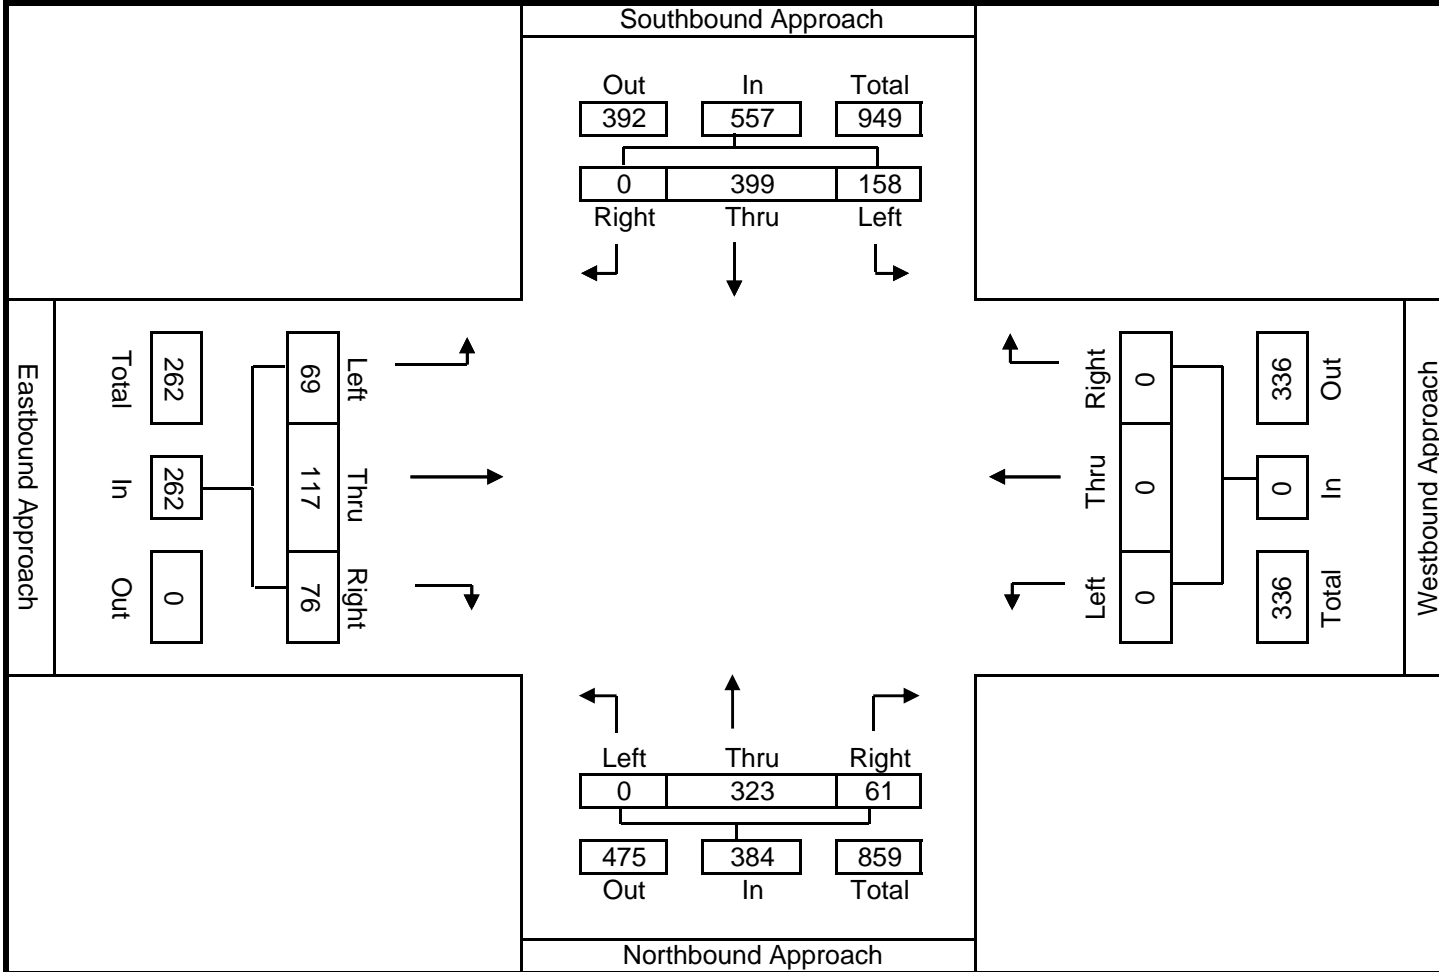 Southbound Approach
Out In Total
392 557 949
0 399 158
Right Thru Left
Eastbound Approach
Total In Out
262 262 0
69 117 76
Left Thru Right
Right Thru Left
0 0 0
336 0 336
Out In Total
Westbound Approach
Left Thru Right
0 323 61
475 384 859
Out In Total
Northbound Approach